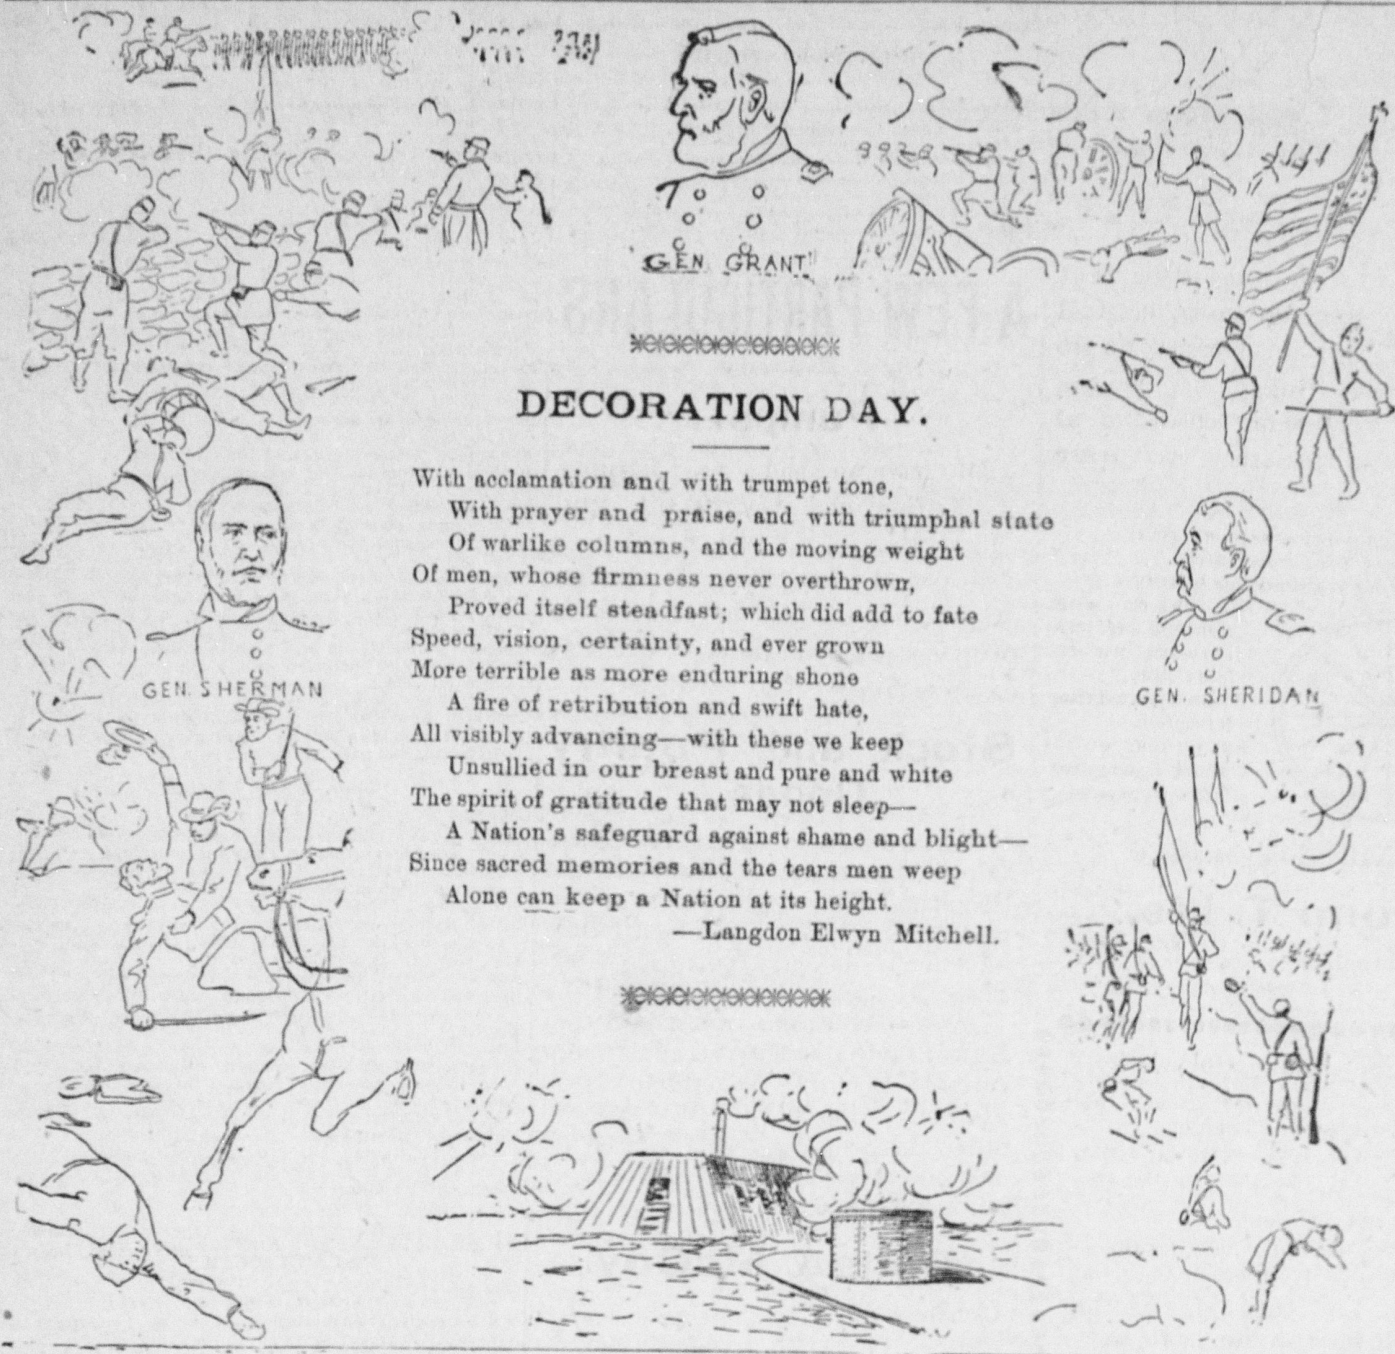 GEN GRANT
DECORATION DAY.
With acclamation and with trumpet tone,
With prayer and praise, and with triumphal state
Of warlike columns, and the moving weight
Of men, whose firmness never overthrown,
Proved itself steadfast; which did add to fate
Speed, vision, certainty, and ever grown
More terrible as more enduring shone
A fire of retribution and swift hate,
All visibly advancing—with these we keep
Unsullied in our breast and pure and white
The spirit of gratitude that may not sleep—
A Nation's safeguard against shame and blight—
Since sacred memories and the tears men weep
Alone can keep a Nation at its height.
—Langdon Elwyn Mitchell.
GEN. SHERMAN
GEN. SHERIDAN